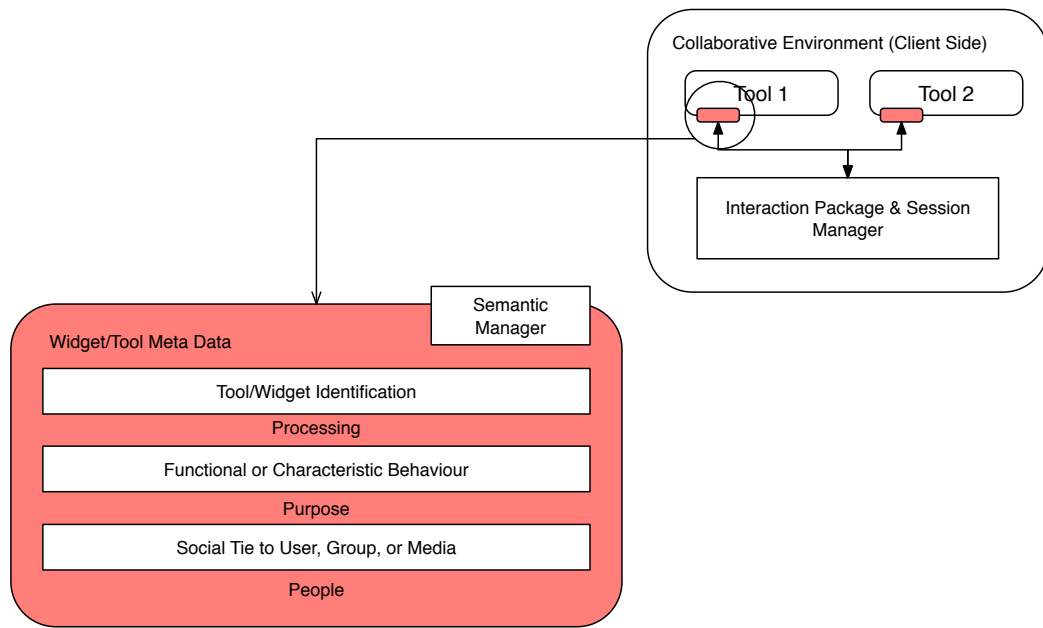 Collaborative Environment (Client Side)
Tool 1
Tool 2
Interaction Package & Session
Manager
Semantic
Manager
Widget/Tool Meta Data
Tool/Widget Identification
Processing
Functional or Characteristic Behaviour
Purpose
Social Tie to User, Group, or Media
People